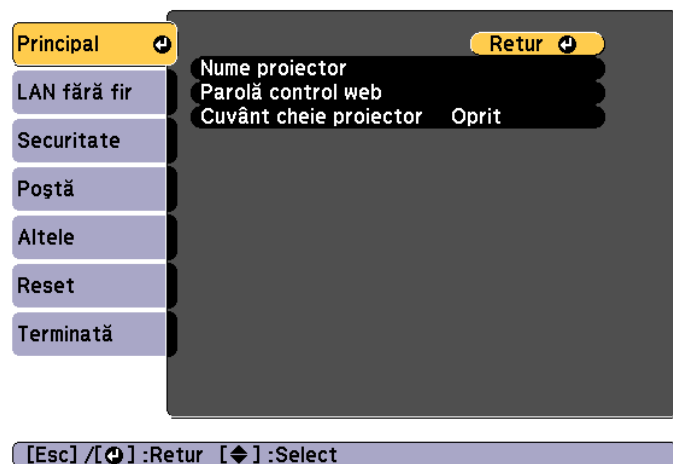 Principal
LAN fără fir
Securitate
Poştă
Altele
Reset
Terminată
Retur
Nume proiector
Parolă control web
Cuvânt cheie proiector Oprit
[Esc] /[ ] :Retur [ ] :Select